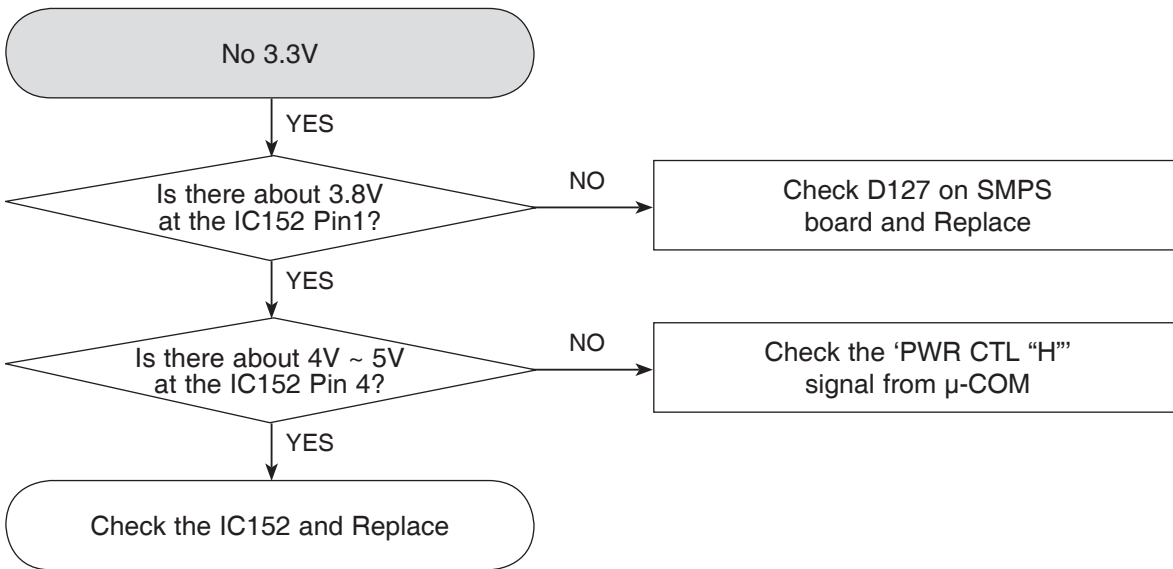 No 3.3V
YES
Is there about 3.8V
at the IC152 Pin1?
NO
Check D127 on SMPS
board and Replace
YES
Is there about 4V ~ 5V
at the IC152 Pin 4?
NO
Check the ‘PWR CTL “H”’
signal from µ-COM
YES
Check the IC152 and Replace